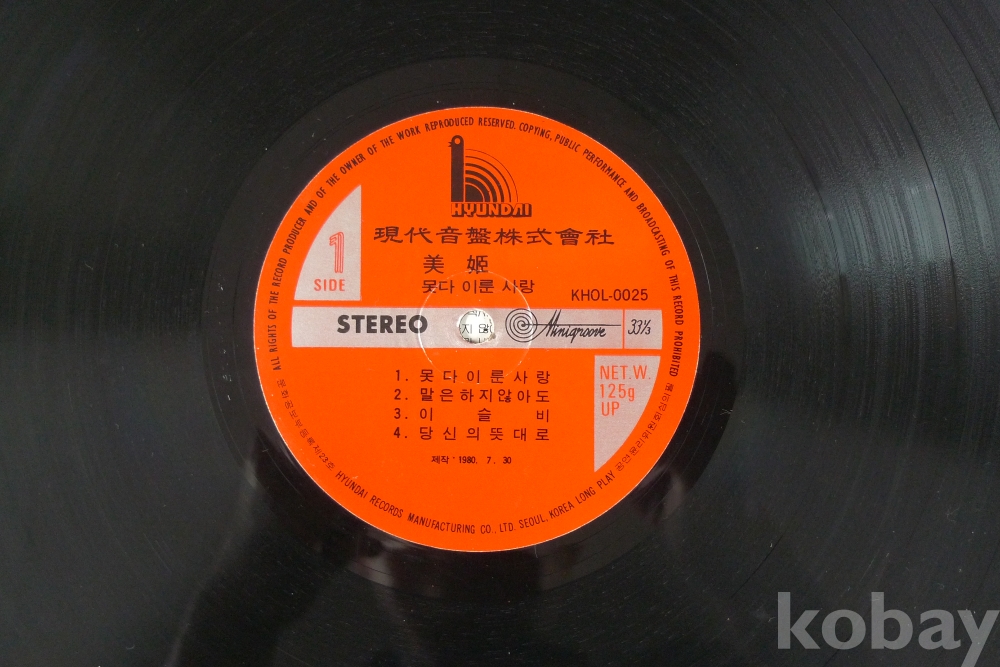 ALL RIGHTS OF THE RECORD PRODUCER AND OF THE OWNER OF THE WORK REPRODUCED RESERVED. COPYING, PUBLIC PERFORMANCE AND BROADCASTING OF THIS RECORD PROHIBITED
HYUNDAI
現代音盤株式會社
1
SIDE
美姬
못다 이룬 사랑
KHOL-0025
STEREO
Minigroove
33⅓
1. 못다이룬사랑
2. 말은하지않아도
3. 이슬비
4. 당신의뜻대로
NET.W.
125g
UP
제작 · 1980. 7. 30
HYUNDAI RECORDS MANUFACTURING CO., LTD. SEOUL, KOREA LONG PLAY
kobay